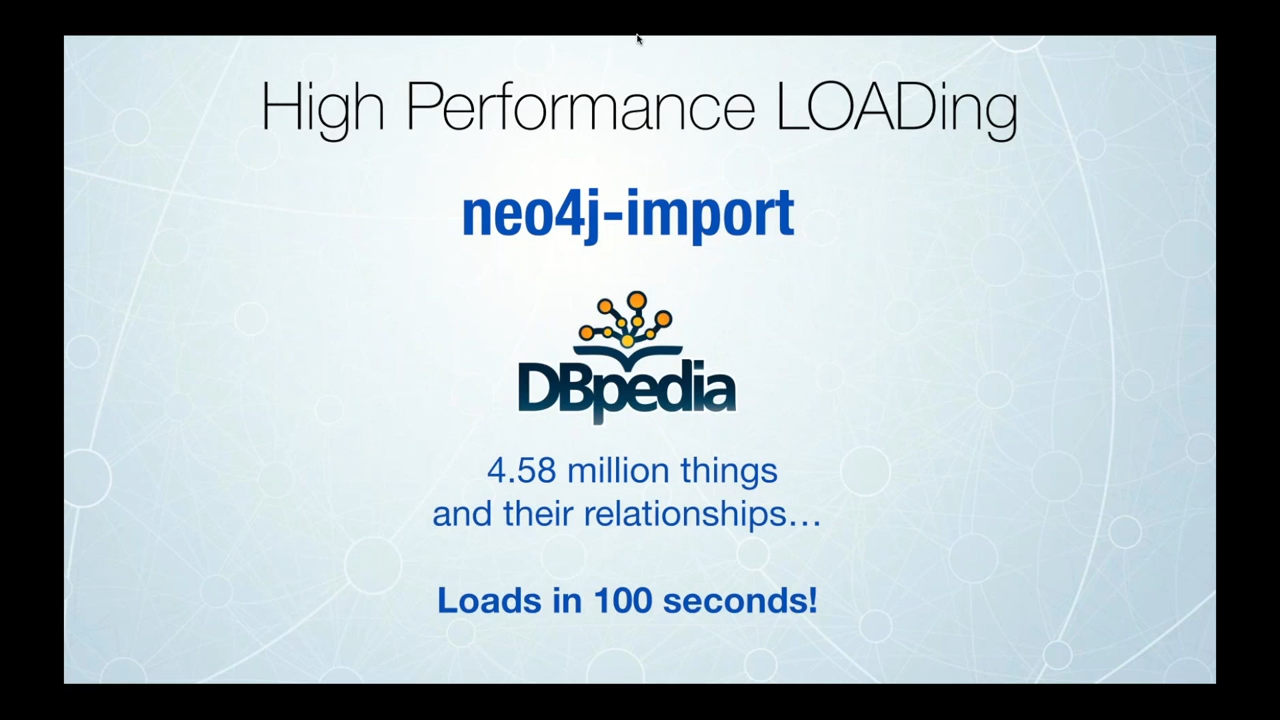 High Performance LOADing
neo4j-import
DBpedia
4.58 million things
and their relationships…
Loads in 100 seconds!